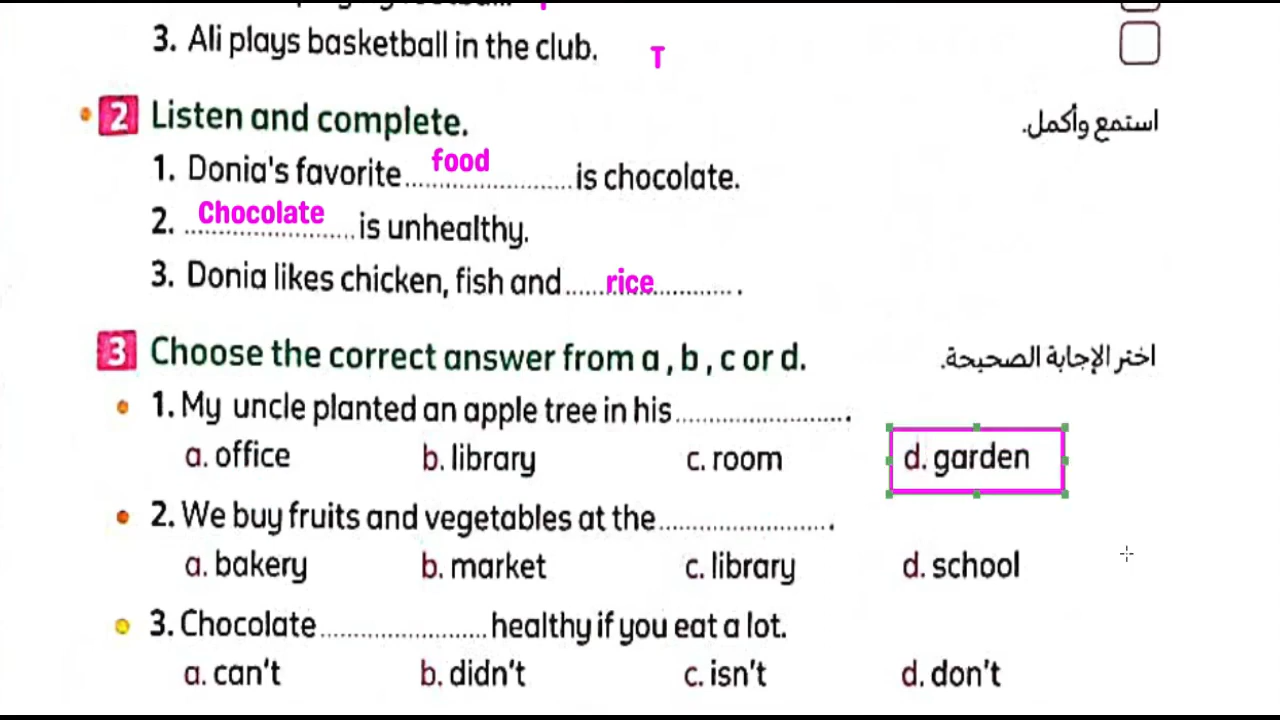 3. Ali plays basketball in the club. T
2 Listen and complete. استمع وأكمل.
1. Donia's favorite food is chocolate.
2. Chocolate is unhealthy.
3. Donia likes chicken, fish and rice.
3 Choose the correct answer from a , b , c or d. اختر الإجابة الصحيحة.
1. My uncle planted an apple tree in his ..................... .
a. office b. library c. room d. garden
2. We buy fruits and vegetables at the ..................... .
a. bakery b. market c. library d. school
3. Chocolate ..................... healthy if you eat a lot.
a. can't b. didn't c. isn't d. don't